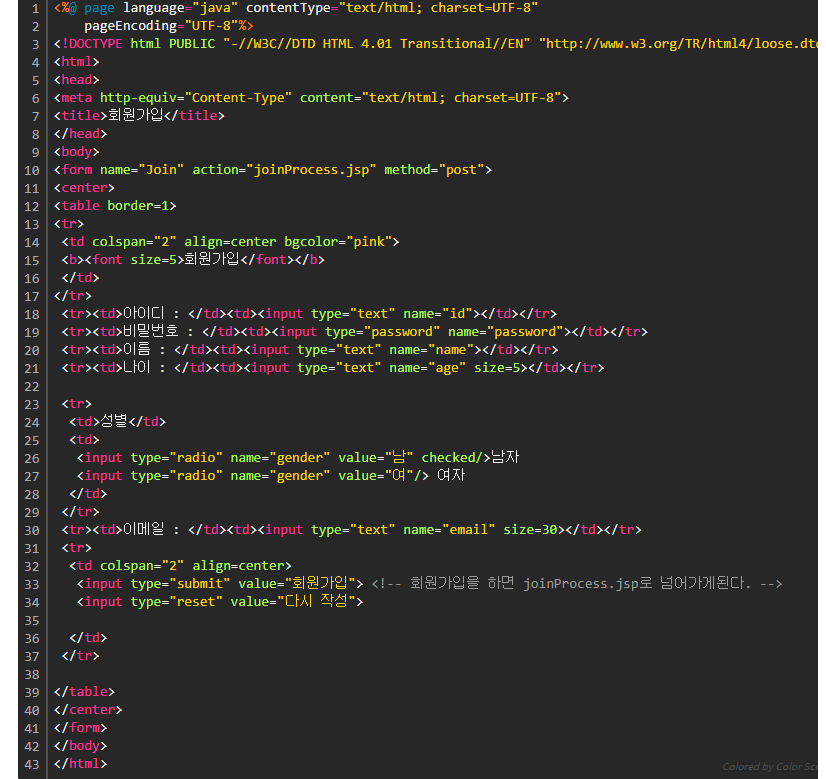 1 <%@ page language="java" contentType="text/html; charset=UTF-8"
2     pageEncoding="UTF-8"%>
3 <!DOCTYPE html PUBLIC "-//W3C//DTD HTML 4.01 Transitional//EN" "http://www.w3.org/TR/html4/loose.dtd
4 <html>
5 <head>
6 <meta http-equiv="Content-Type" content="text/html; charset=UTF-8">
7 <title>회원가입</title>
8 </head>
9 <body>
10 <form name="Join" action="joinProcess.jsp" method="post">
11 <center>
12 <table border=1>
13 <tr>
14  <td colspan="2" align=center bgcolor="pink">
15  <b><font size=5>회원가입</font></b>
16  </td>
17 </tr>
18  <tr><td>아이디 : </td><td><input type="text" name="id"></td></tr>
19  <tr><td>비밀번호 : </td><td><input type="password" name="password"></td></tr>
20  <tr><td>이름 : </td><td><input type="text" name="name"></td></tr>
21  <tr><td>나이 : </td><td><input type="text" name="age" size=5></td></tr>
22
23  <tr>
24   <td>성별</td>
25   <td>
26    <input type="radio" name="gender" value="남" checked/>남자
27    <input type="radio" name="gender" value="여"/> 여자
28   </td>
29  </tr>
30  <tr><td>이메일 : </td><td><input type="text" name="email" size=30></td></tr>
31  <tr>
32   <td colspan="2" align=center>
33    <input type="submit" value="회원가입"> <!-- 회원가입을 하면 joinProcess.jsp로 넘어가게된다. -->
34    <input type="reset" value="다시 작성">
35
36   </td>
37  </tr>
38
39 </table>
40 </center>
41 </form>
42 </body>
43 </html>
Colored by Color Scr